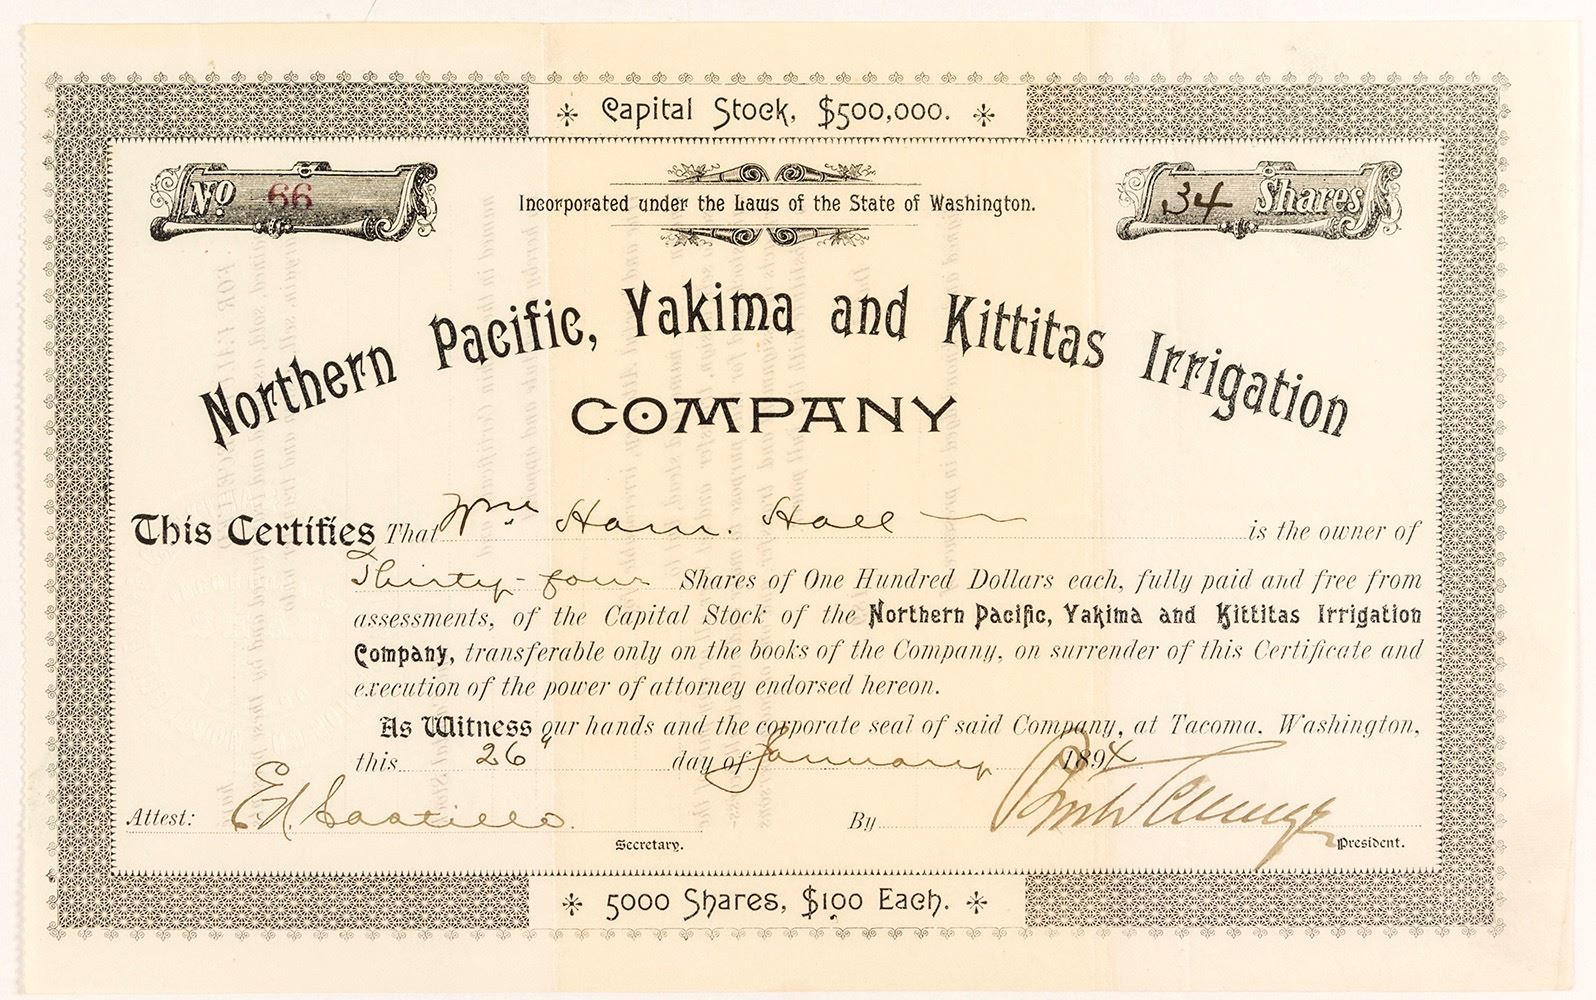 Capital Stock, $500,000.
No 66
Incorporated under the Laws of the State of Washington.
34 Shares
Northern Pacific, Yakima and Kittitas Irrigation
COMPANY
This Certifies That Wm Ham. Hall is the owner of
Thirty-four Shares of One Hundred Dollars each, fully paid and free from
assessments, of the Capital Stock of the Northern Pacific, Yakima and Kittitas Irrigation
Company, transferable only on the books of the Company, on surrender of this Certificate and
execution of the power of attorney endorsed hereon.
As Witness our hands and the corporate seal of said Company, at Tacoma. Washington,
this 26" day of January 1894
Attest: By
Secretary. President.
5000 Shares, $100 Each.